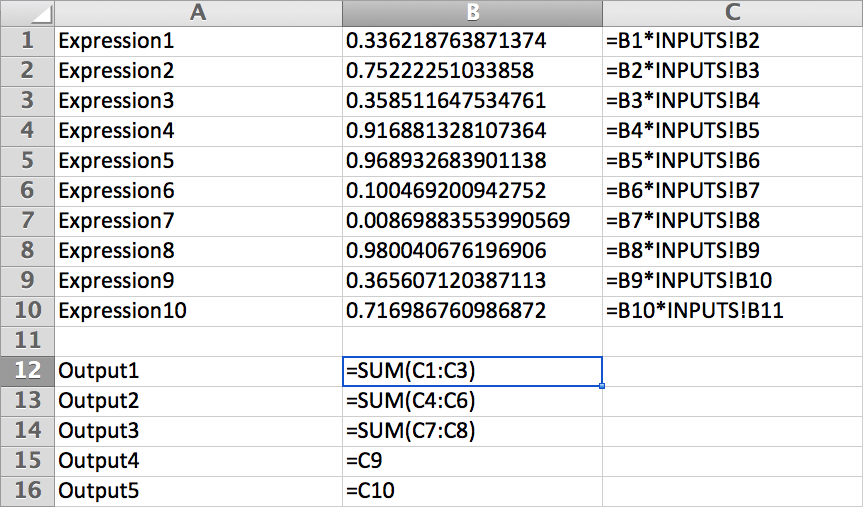 A B C
1 Expression1 0.336218763871374 =B1*INPUTS!B2
2 Expression2 0.75222251033858 =B2*INPUTS!B3
3 Expression3 0.358511647534761 =B3*INPUTS!B4
4 Expression4 0.916881328107364 =B4*INPUTS!B5
5 Expression5 0.968932683901138 =B5*INPUTS!B6
6 Expression6 0.100469200942752 =B6*INPUTS!B7
7 Expression7 0.00869883553990569 =B7*INPUTS!B8
8 Expression8 0.980040676196906 =B8*INPUTS!B9
9 Expression9 0.365607120387113 =B9*INPUTS!B10
10 Expression10 0.716986760986872 =B10*INPUTS!B11
11
12 Output1 =SUM(C1:C3)
13 Output2 =SUM(C4:C6)
14 Output3 =SUM(C7:C8)
15 Output4 =C9
16 Output5 =C10